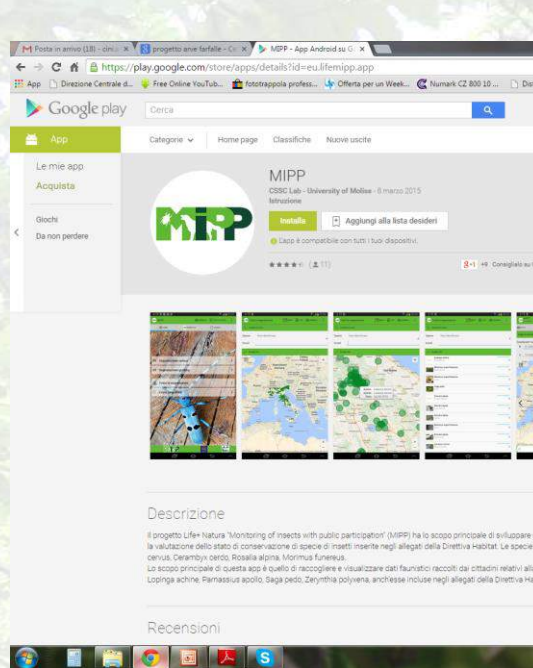 Posta in arrivo (18) - cini.c
progetto arvie farfalle - Ce
MIPP - App Android su G
https://play.google.com/store/apps/details?id=eu.lifemipp.app
App
Direzione Centrale d...
Free Online YouTub...
fototrappola profess...
Offerta per un Week...
Numark CZ 800 10 ...
Google play
Cerca
App
Categorie
Home page
Classifiche
Nuove uscite
Le mie app
Acquista
Giochi
Da non perdere
MIPP
CSSC Lab - University of Molise - 6 marzo 2015
Istruzione
Installa
Aggiungi alla lista desideri
L'app è compatibile con tutti i tuoi dispositivi.
(11)
g+1 +9 Consiglialo su
MiPP
Descrizione
Il progetto Life+ Natura "Monitoring of insects with public participation" (MIPP) ha lo scopo principale di sviluppare
la valutazione dello stato di conservazione di specie di insetti inserite negli allegati della Direttiva Habitat. Le specie
cervus, Cerambyx cerdo, Rosalia alpina, Morimus funereus.
Lo scopo principale di questa app è quello di raccogliere e visualizzare dati faunistici raccolti dai cittadini relativi all
Lopinga achine, Parnassius apollo, Saga pedo, Zerynthia polyxena, anch'esse incluse negli allegati della Direttiva Ha
Recensioni